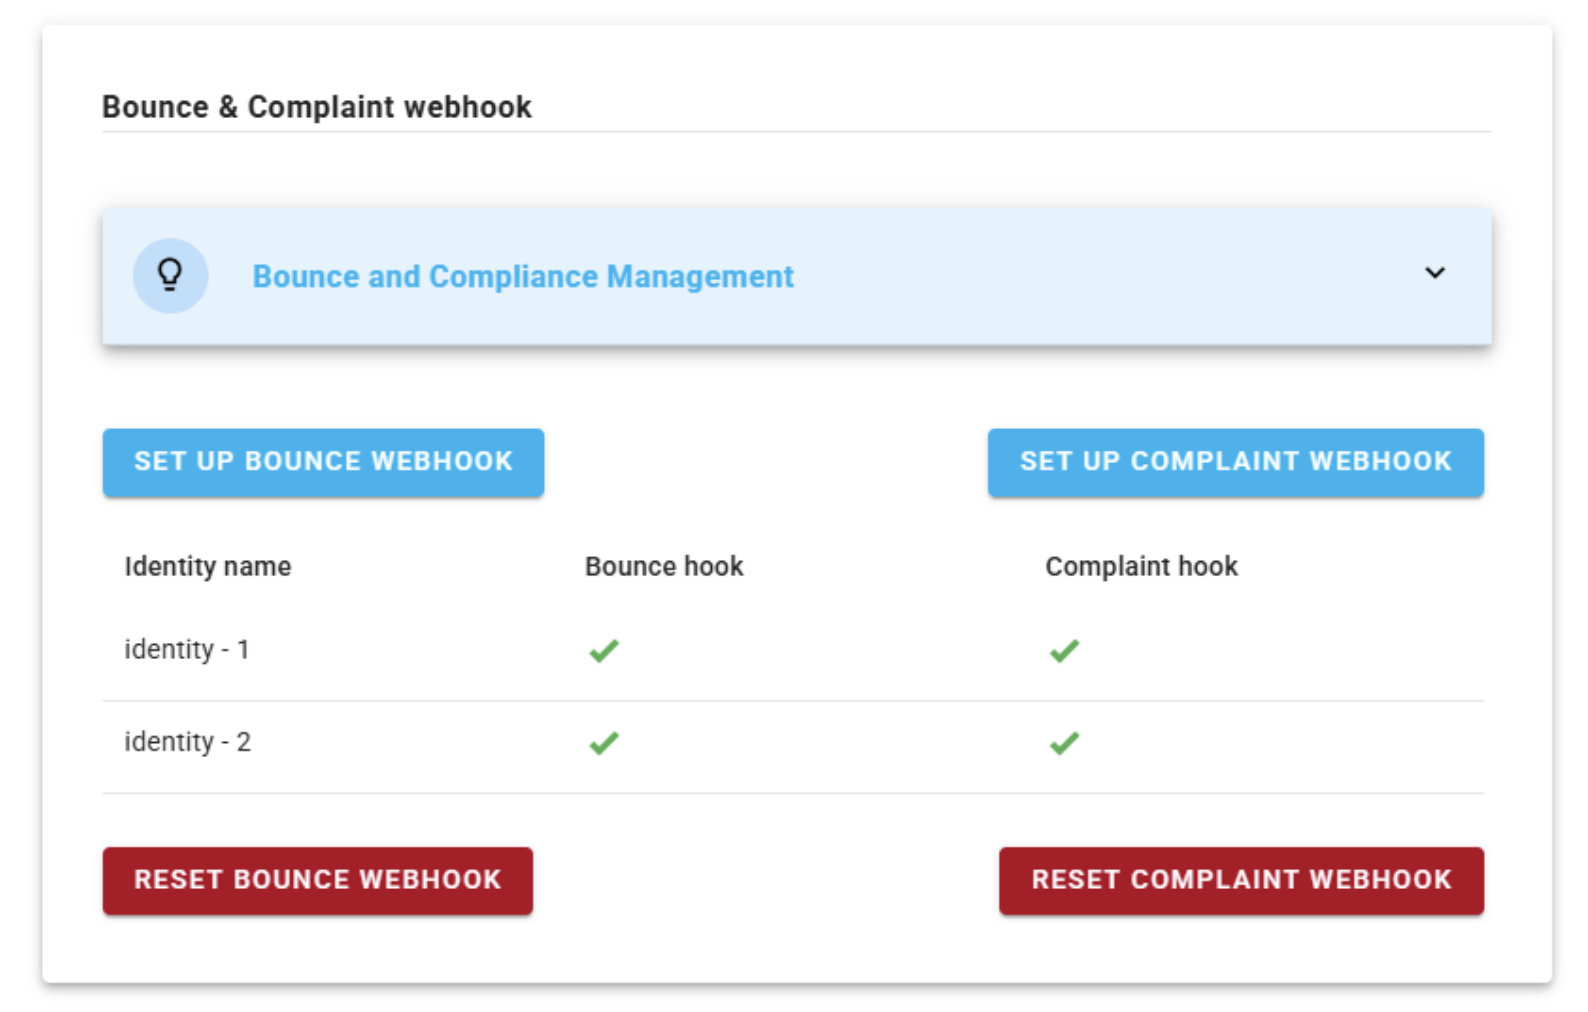 Bounce & Complaint webhook
Bounce and Compliance Management
SET UP BOUNCE WEBHOOK
SET UP COMPLAINT WEBHOOK
Identity name Bounce hook Complaint hook
identity - 1
identity - 2
RESET BOUNCE WEBHOOK
RESET COMPLAINT WEBHOOK